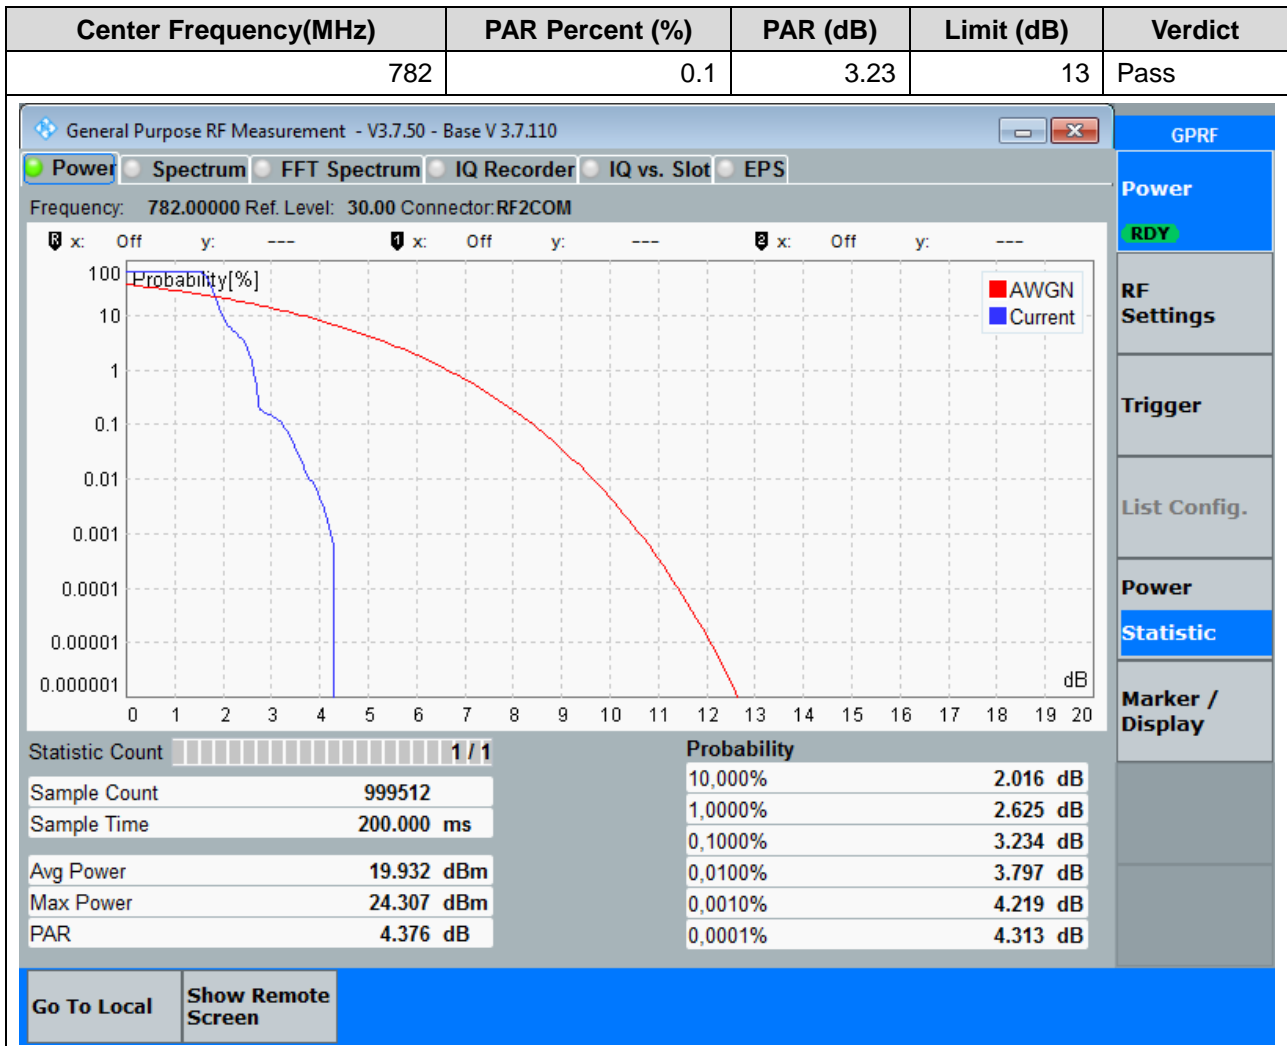 Center Frequency(MHz) PAR Percent (%) PAR (dB) Limit (dB) Verdict
782 0.1 3.23 13 Pass
General Purpose RF Measurement - V3.7.50 - Base V 3.7.110
GPRF
Power Spectrum FFT Spectrum IQ Recorder IQ vs. Slot EPS
Frequency: 782.00000 Ref. Level: 30.00 Connector: RF2COM
R x: Off y: --- 1 x: Off y: --- 2 x: Off y: ---
Probability[%]
100
10
1
0.1
0.01
0.001
0.0001
0.00001
0.000001
AWGN
Current
dB
0 1 2 3 4 5 6 7 8 9 10 11 12 13 14 15 16 17 18 19 20
Statistic Count 1 / 1
Sample Count 999512
Sample Time 200.000 ms
Avg Power 19.932 dBm
Max Power 24.307 dBm
PAR 4.376 dB
Probability
10,000% 2.016 dB
1,0000% 2.625 dB
0,1000% 3.234 dB
0,0100% 3.797 dB
0,0010% 4.219 dB
0,0001% 4.313 dB
Power
RDY
RF
Settings
Trigger
List Config.
Power
Statistic
Marker /
Display
Go To Local
Show Remote
Screen